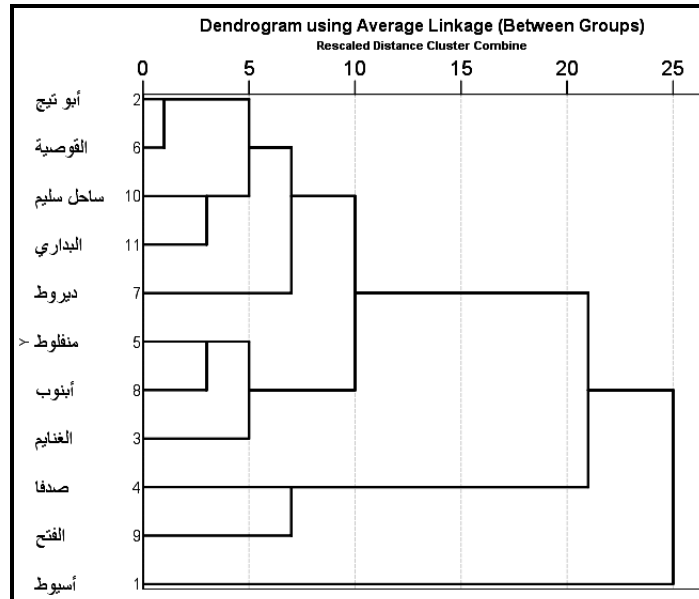 Dendrogram using Average Linkage (Between Groups)
Rescaled Distance Cluster Combine
0 5 10 15 20 25
أبو تيج 2
القوصية 6
ساحل سليم 10
البداري 11
ديروط 7
Y
منفلوط 5
أبنوب 8
الغنايم 3
صدفا 4
الفتح 9
أسيوط 1